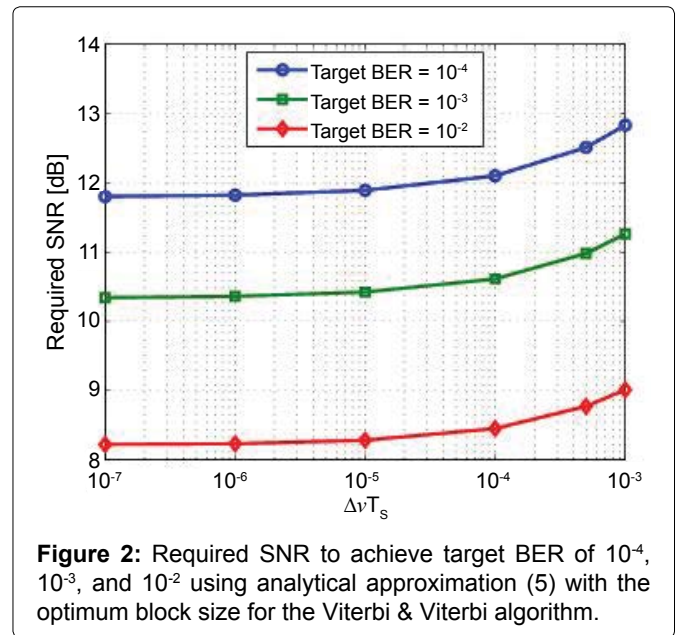 14
13
12
11
10
9
8
Required SNR [dB]
Target BER = 10⁻⁴
Target BER = 10⁻³
Target BER = 10⁻²
10⁻⁷ 10⁻⁶ 10⁻⁵ 10⁻⁴ 10⁻³
ΔνT_S
Figure 2: Required SNR to achieve target BER of 10⁻⁴,
10⁻³, and 10⁻² using analytical approximation (5) with the
optimum block size for the Viterbi & Viterbi algorithm.